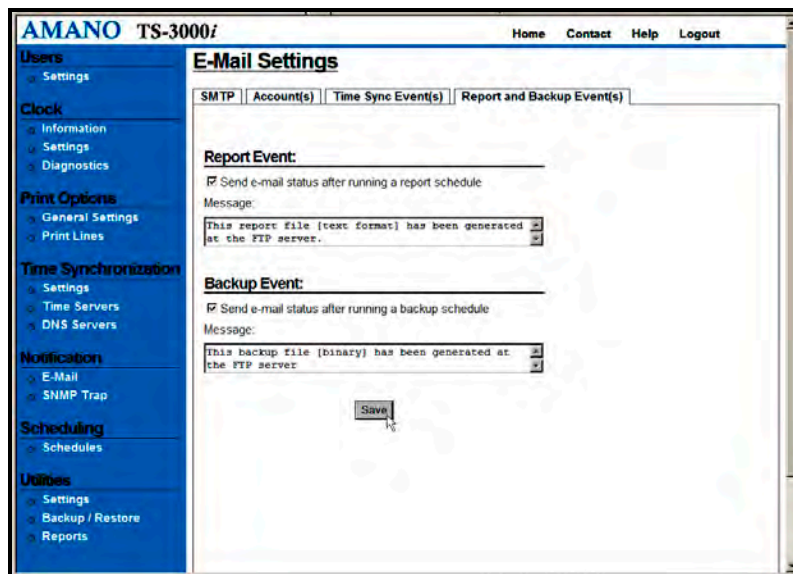 AMANO TS-3000i
Home Contact Help Logout
Users
Settings
Clock
Information
Settings
Diagnostics
Print Options
General Settings
Print Lines
Time Synchronization
Settings
Time Servers
DNS Servers
Notification
E-Mail
SNMP Trap
Scheduling
Schedules
Utilities
Settings
Backup / Restore
Reports
E-Mail Settings
SMTP Account(s) Time Sync Event(s) Report and Backup Event(s)
Report Event:
Send e-mail status after running a report schedule
Message:
This report file [text format] has been generated
at the FTP server.
Backup Event:
Send e-mail status after running a backup schedule
Message:
This backup file [binary] has been generated at
the FTP server
Save